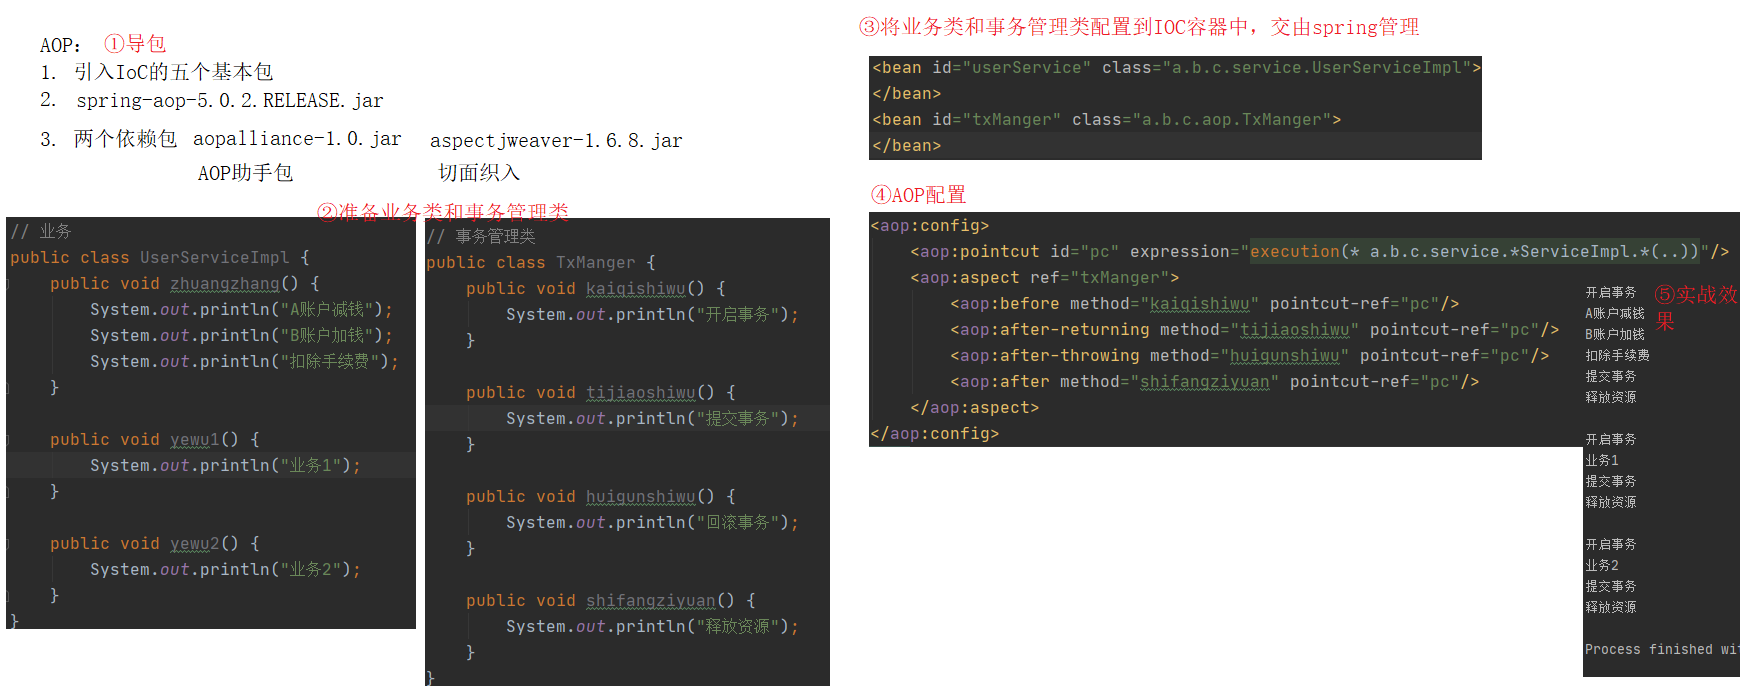 AOP: ①导包
1. 引入IoC的五个基本包
2. spring-aop-5.0.2.RELEASE.jar
3. 两个依赖包 aopalliance-1.0.jar aspectjweaver-1.6.8.jar
AOP助手包 切面织入
②准备业务类和事务管理类
// 业务
public class UserServiceImpl {
public void zhuangzhang() {
System.out.println("A账户减钱");
System.out.println("B账户加钱");
System.out.println("扣除手续费");
}
public void yewu1() {
System.out.println("业务1");
}
public void yewu2() {
System.out.println("业务2");
}
}
// 事务管理类
public class TxManger {
public void kaiqishiwu() {
System.out.println("开启事务");
}
public void tijiaoshiwu() {
System.out.println("提交事务");
}
public void huigunshiwu() {
System.out.println("回滚事务");
}
public void shifangziyuan() {
System.out.println("释放资源");
}
}
③将业务类和事务管理类配置到IOC容器中，交由spring管理
<bean id="userService" class="a.b.c.service.UserServiceImpl">
</bean>
<bean id="txManger" class="a.b.c.aop.TxManger">
</bean>
④AOP配置
<aop:config>
<aop:pointcut id="pc" expression="execution(* a.b.c.service.*ServiceImpl.*(..))"/>
<aop:aspect ref="txManger">
<aop:before method="kaiqishiwu" pointcut-ref="pc"/>
<aop:after-returning method="tijiaoshiwu" pointcut-ref="pc"/>
<aop:after-throwing method="huigunshiwu" pointcut-ref="pc"/>
<aop:after method="shifangziyuan" pointcut-ref="pc"/>
</aop:aspect>
</aop:config>
⑤实战效
果
开启事务
A账户减钱
B账户加钱
扣除手续费
提交事务
释放资源
开启事务
业务1
提交事务
释放资源
开启事务
业务2
提交事务
释放资源
Process finished wi